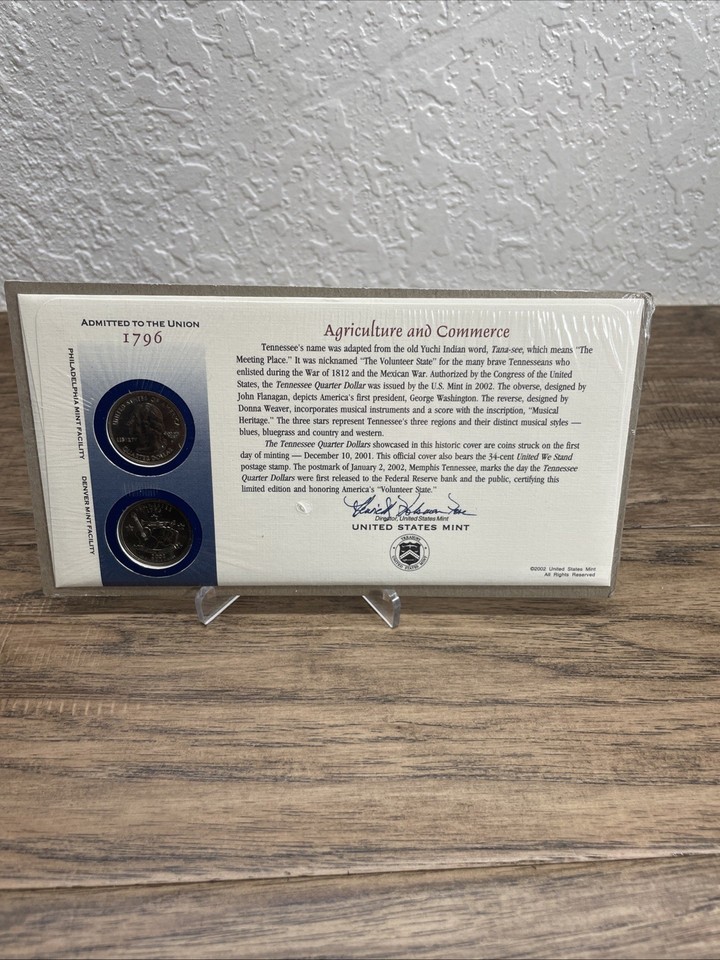 ADMITTED TO THE UNION
1796
PHILADELPHIA MINT FACILITY
DENVER MINT FACILITY
LIBERTY
QUARTER DOLLAR
Agriculture and Commerce
Tennessee's name was adapted from the old Yuchi Indian word, Tana-see, which means "The
Meeting Place." It was nicknamed "The Volunteer State" for the many brave Tennesseans who
enlisted during the War of 1812 and the Mexican War. Authorized by the Congress of the United
States, the Tennessee Quarter Dollar was issued by the U.S. Mint in 2002. The obverse, designed by
John Flanagan, depicts America's first president, George Washington. The reverse, designed by
Donna Weaver, incorporates musical instruments and a score with the inscription, "Musical
Heritage." The three stars represent Tennessee's three regions and their distinct musical styles —
blues, bluegrass and country and western.
The Tennessee Quarter Dollars showcased in this historic cover are coins struck on the first
day of minting — December 10, 2001. This official cover also bears the 34-cent United We Stand
postage stamp. The postmark of January 2, 2002, Memphis Tennessee, marks the day the Tennessee
Quarter Dollars were first released to the Federal Reserve bank and the public, certifying this
limited edition and honoring America's "Volunteer State."
Director, United States Mint
UNITED STATES MINT
TREASURY
UNITED STATES MINT
©2002 United States Mint
All Rights Reserved